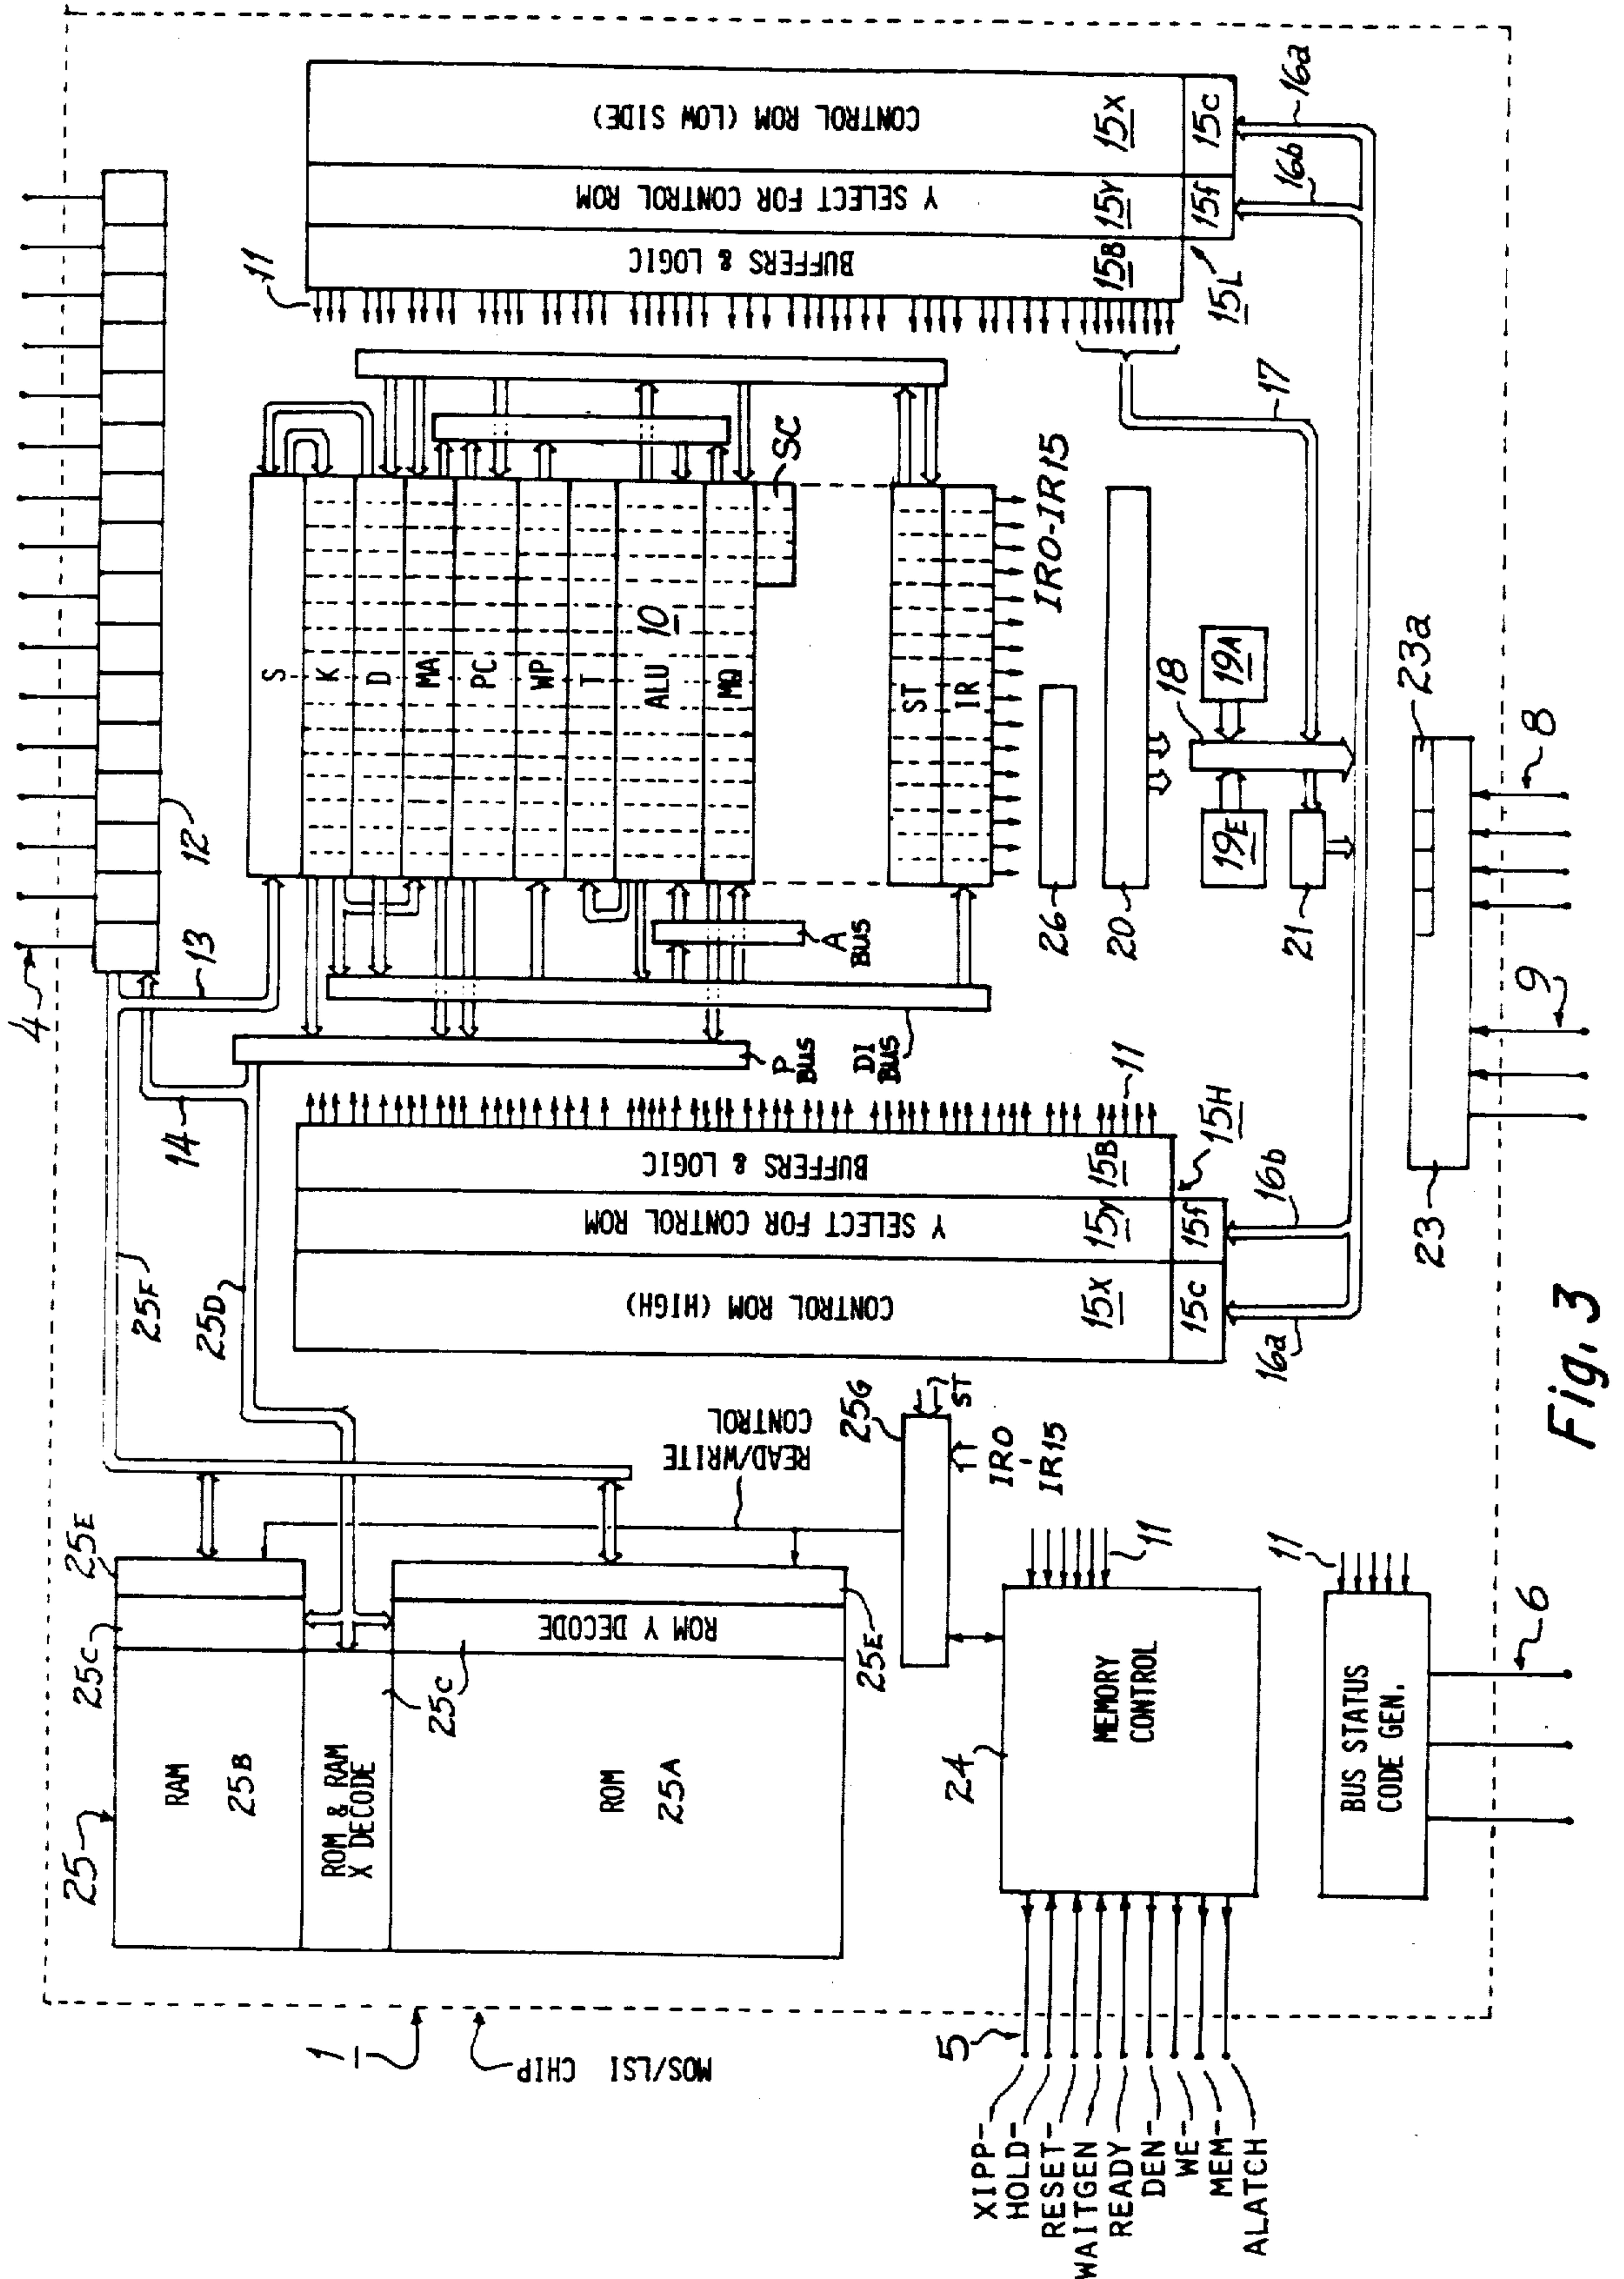 4
11
CONTROL ROM (LOW SIDE)
15X
15C
16a
Y SELECT FOR CONTROL ROM
15Y
15f
16b
BUFFERS & LOGIC
15B
15L
17
12
13
14
S
K
D
MA
PC
WP
T
ALU
10
MQ
SC
ST
IR
IR0-IR15
A BUS
P BUS
DI BUS
26
20
18
19A
19E
21
23a
23
8
9
11
BUFFERS & LOGIC
15B
15H
Y SELECT FOR CONTROL ROM
15Y
15f
16b
CONTROL ROM (HIGH)
15X
15C
16a
25F
25D
25
25C
25E
RAM
25B
ROM & RAM
X DECODE
25C
ROM
25A
ROM Y DECODE
25E
READ/WRITE
CONTROL
25G
ST
IR0
-
IR15
24
MEMORY
CONTROL
11
BUS STATUS
CODE GEN.
11
6
5
XIPP-
HOLD-
RESET-
WAITGEN
READY
DEN-
WE-
MEM-
ALATCH
1
MOS/LSI CHIP
Fig. 3